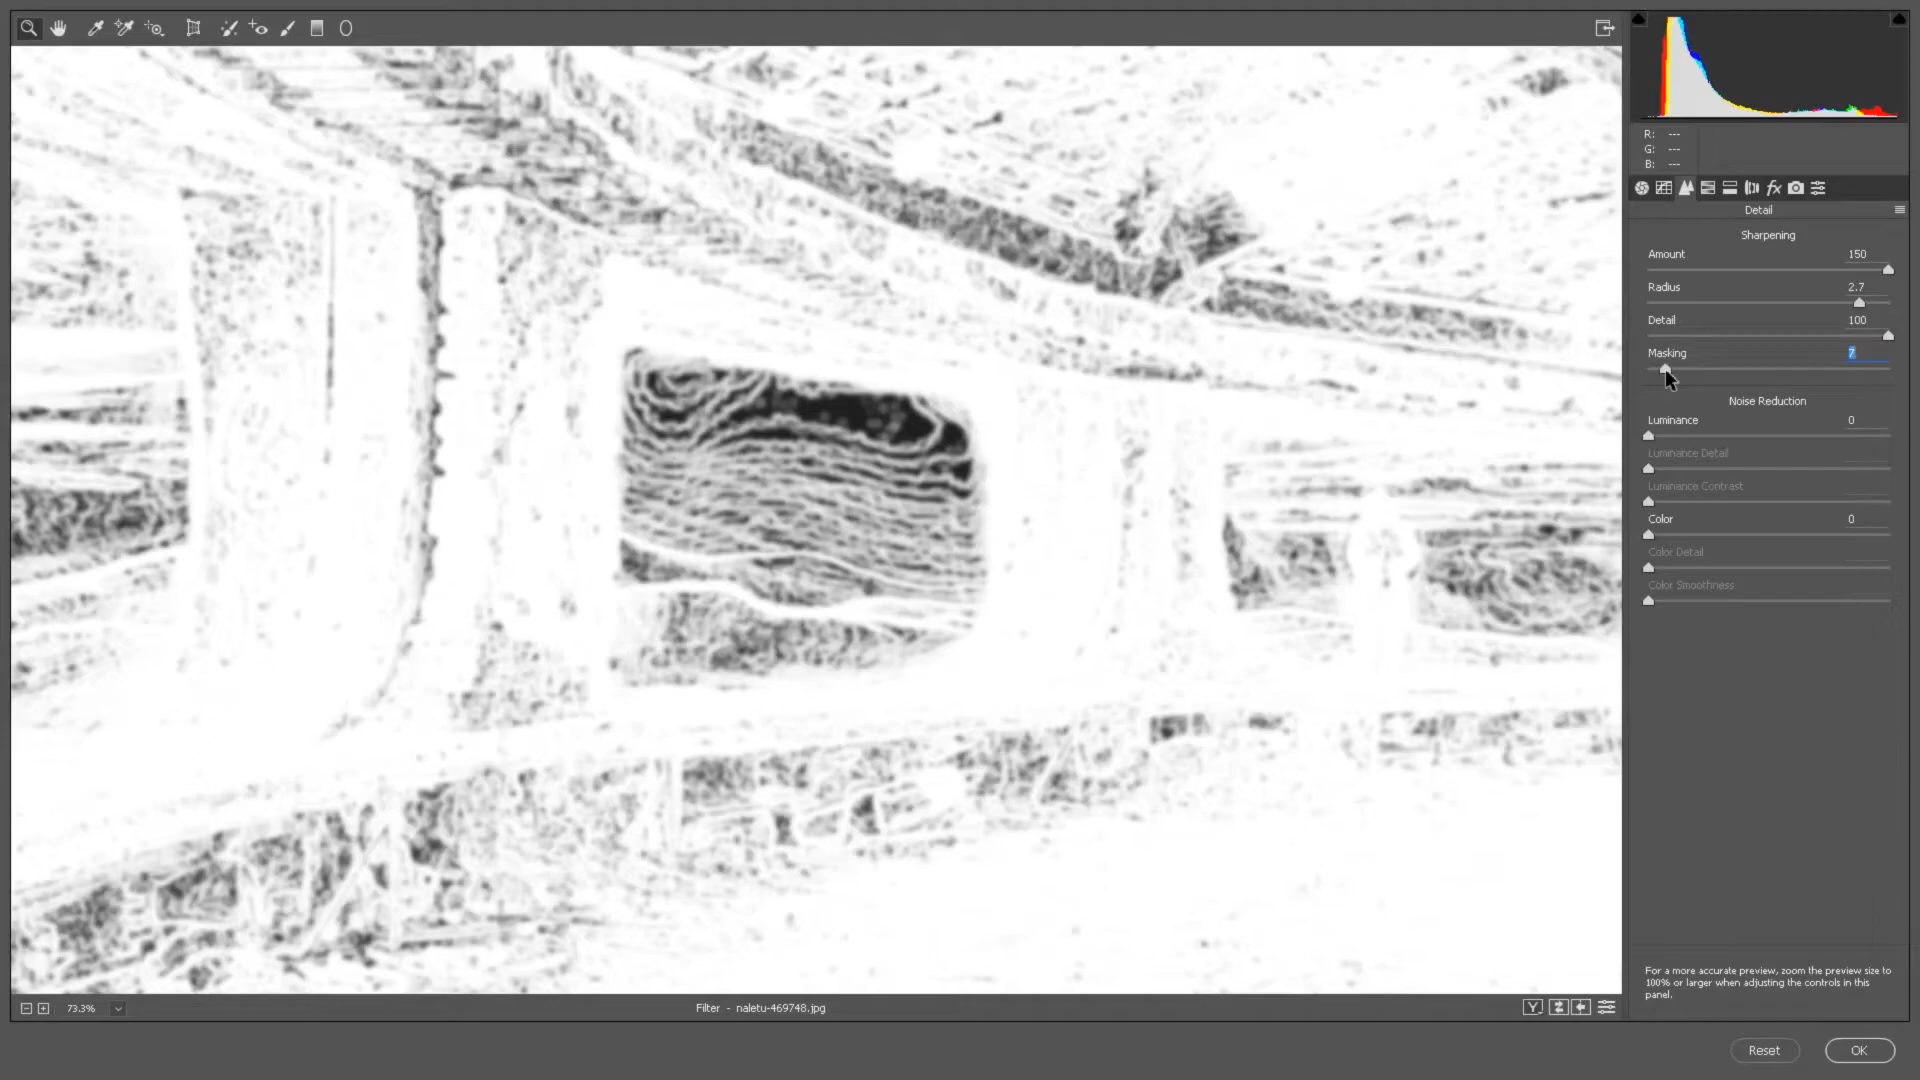 R: ---
G: ---
B: ---
fx
Detail
Sharpening
Amount 150
Radius 2.7
Detail 100
Masking 7
Noise Reduction
Luminance 0
Luminance Detail
Luminance Contrast
Color 0
Color Detail
Color Smoothness
For a more accurate preview, zoom the preview size to
100% or larger when adjusting the controls in this
panel.
73.3%
Filter - naletu-469748.jpg
Y
Reset
OK